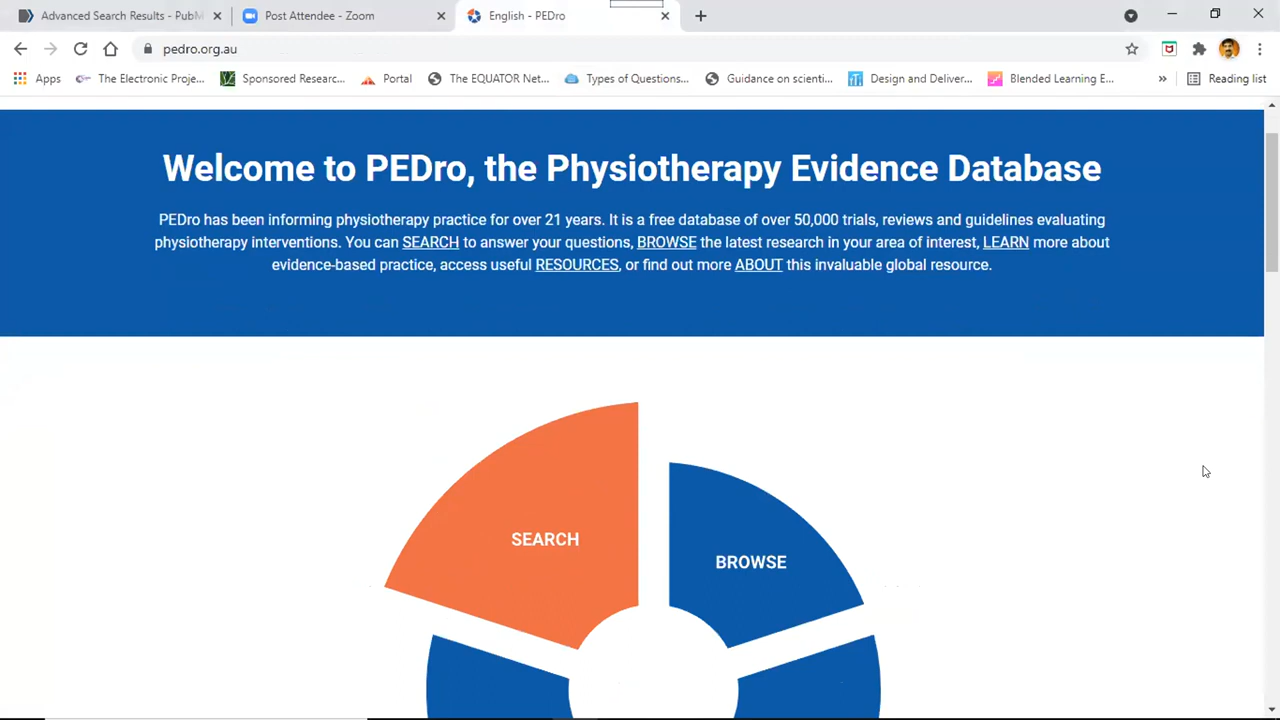 Advanced Search Results - PubM
Post Attendee - Zoom
English - PEDro
pedro.org.au
Apps
The Electronic Proje...
Sponsored Researc...
Portal
The EQUATOR Net...
Types of Questions...
Guidance on scienti...
Design and Deliver...
Blended Learning E...
»
Reading list
Welcome to PEDro, the Physiotherapy Evidence Database
PEDro has been informing physiotherapy practice for over 21 years. It is a free database of over 50,000 trials, reviews and guidelines evaluating
physiotherapy interventions. You can SEARCH to answer your questions, BROWSE the latest research in your area of interest, LEARN more about
evidence-based practice, access useful RESOURCES, or find out more ABOUT this invaluable global resource.
SEARCH
BROWSE